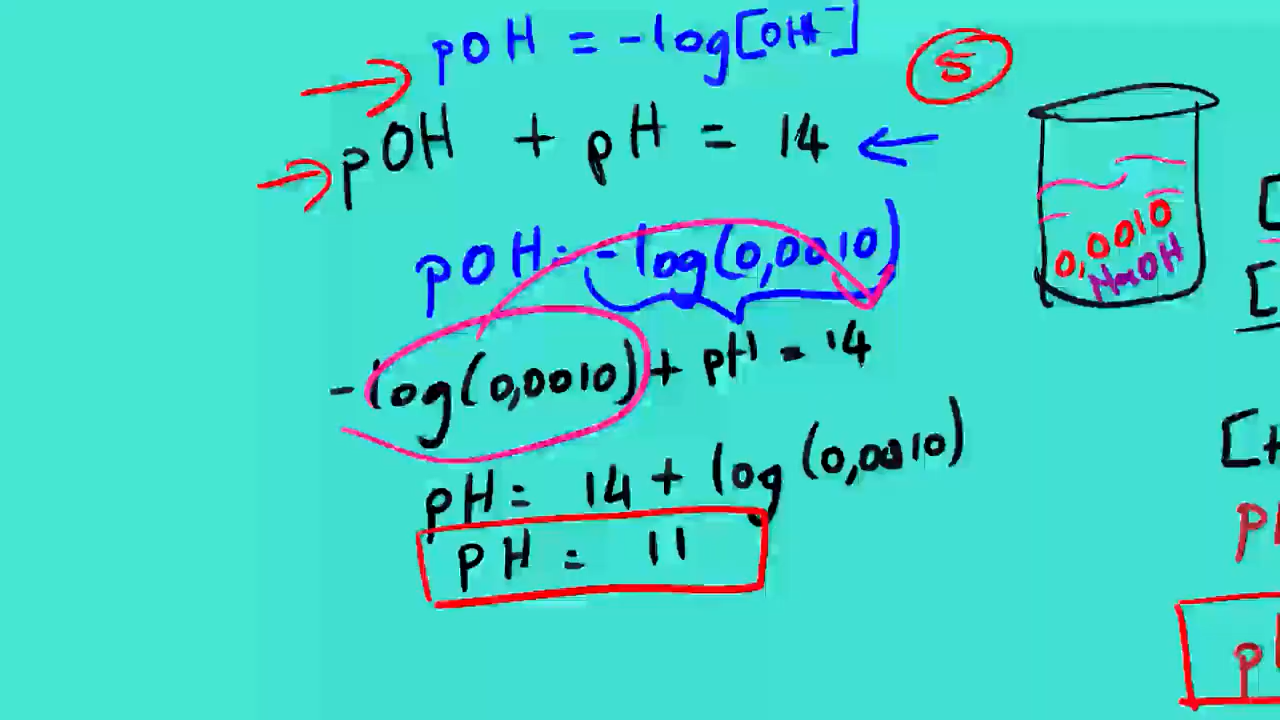 pOH = -log[OH⁻]
5
pOH + pH = 14
pOH = -log(0,0010)
0,0010
NaOH
-log(0,0010) + pH = 14
pH = 14 + log(0,0010)
pH = 11
[
[
[+
p
p